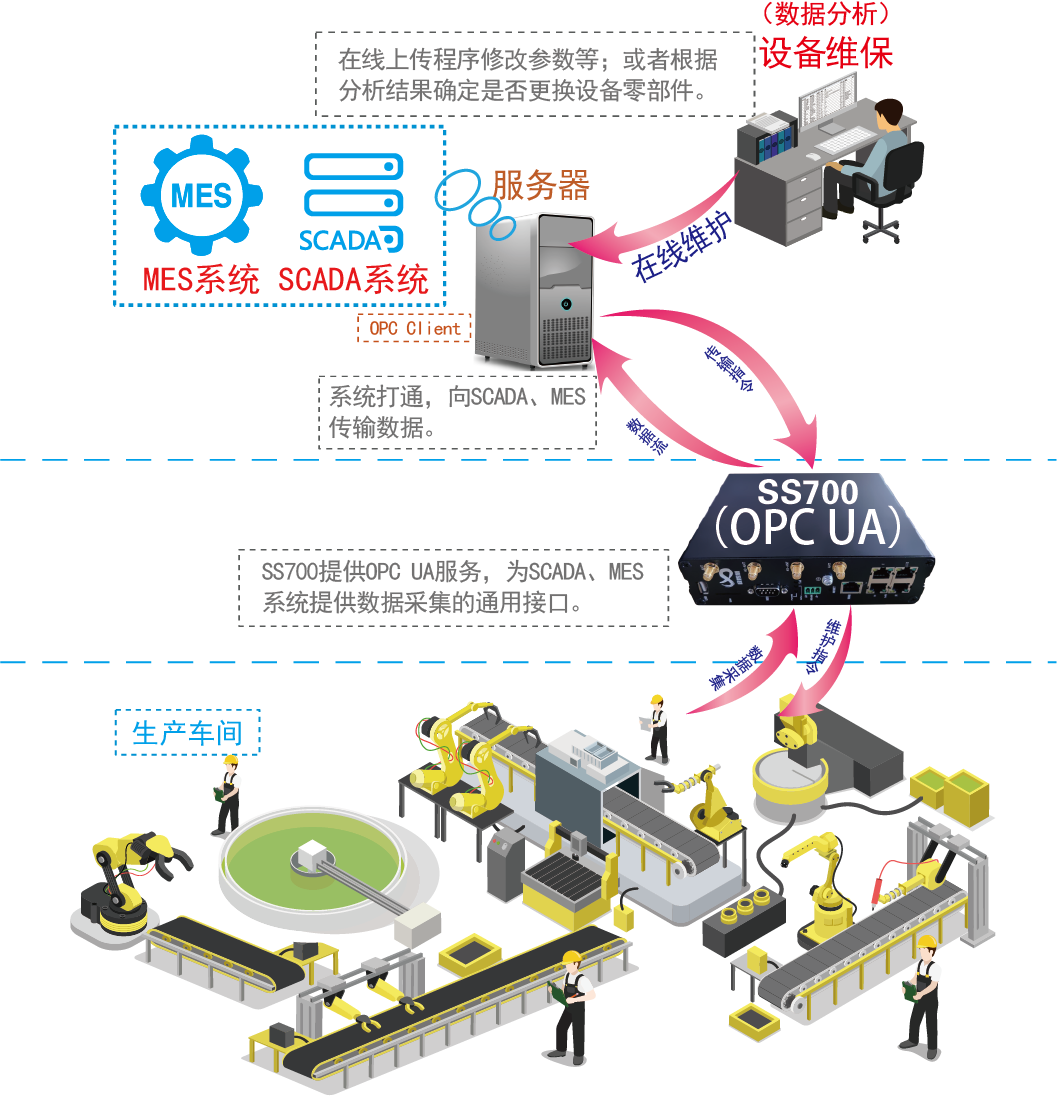 （数据分析）
设备维保
在线上传程序修改参数等；或者根据
分析结果确定是否更换设备零部件。
MES
SCADA
MES系统 SCADA系统
服务器
在线维护
OPC Client
传输指令
系统打通，向SCADA、MES
传输数据。
数据流
SS700
（OPC UA）
SS700提供OPC UA服务，为SCADA、MES
系统提供数据采集的通用接口。
数据采集
维护指令
生产车间